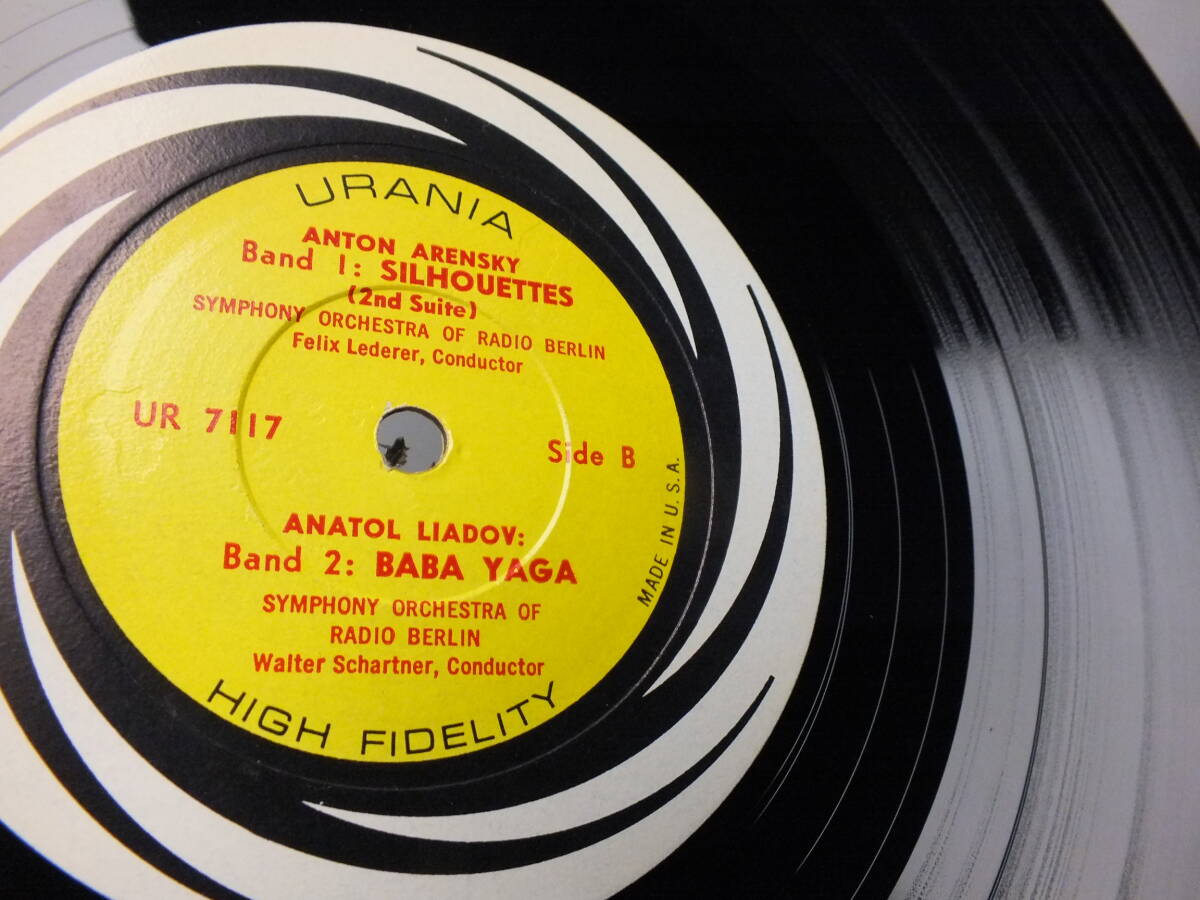 URANIA
ANTON ARENSKY
Band 1: SILHOUETTES
(2nd Suite)
SYMPHONY ORCHESTRA OF RADIO BERLIN
Felix Lederer, Conductor
UR 7117
Side B
MADE IN U.S.A.
ANATOL LIADOV:
Band 2: BABA YAGA
SYMPHONY ORCHESTRA OF
RADIO BERLIN
Walter Schartner, Conductor
HIGH FIDELITY